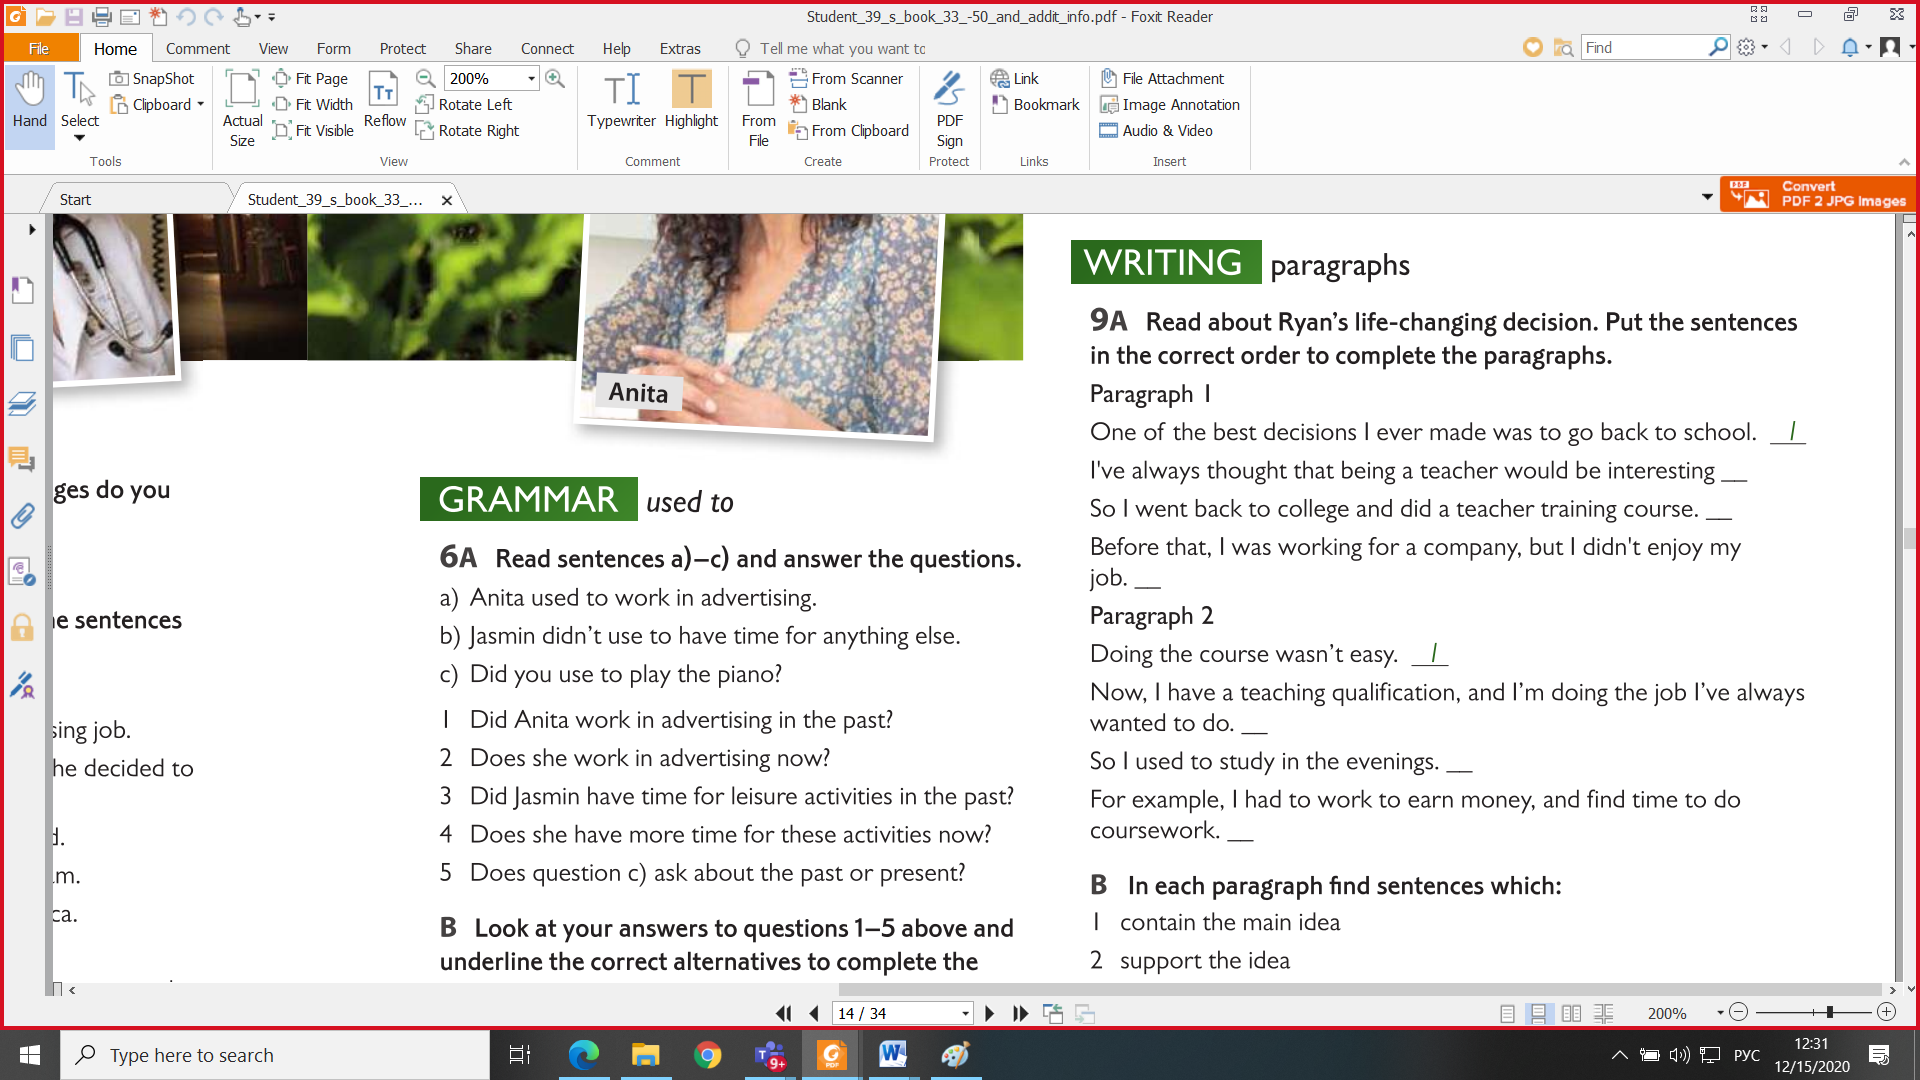 Student_39_s_book_33_-50_and_addit_info.pdf - Foxit Reader
File Home Comment View Form Protect Share Connect Help Extras Tell me what you want to
Find
Hand
Select
SnapShot
Clipboard
Tools
Actual Size
Fit Page
Fit Width
Fit Visible
Reflow
200%
Rotate Left
Rotate Right
View
Typewriter
Highlight
Comment
From File
From Scanner
Blank
From Clipboard
Create
PDF Sign
Protect
Link
Bookmark
Links
File Attachment
Image Annotation
Audio & Video
Insert
Start
Student_39_s_book_33_...
Convert
PDF 2 JPG Images
Anita
ges do you
e sentences
sing job.
he decided to
d.
m.
ca.
GRAMMAR used to
6A Read sentences a)–c) and answer the questions.
a) Anita used to work in advertising.
b) Jasmin didn't use to have time for anything else.
c) Did you use to play the piano?
1 Did Anita work in advertising in the past?
2 Does she work in advertising now?
3 Did Jasmin have time for leisure activities in the past?
4 Does she have more time for these activities now?
5 Does question c) ask about the past or present?
B Look at your answers to questions 1–5 above and
underline the correct alternatives to complete the
WRITING paragraphs
9A Read about Ryan's life-changing decision. Put the sentences
in the correct order to complete the paragraphs.
Paragraph 1
One of the best decisions I ever made was to go back to school. 1
I've always thought that being a teacher would be interesting __
So I went back to college and did a teacher training course. __
Before that, I was working for a company, but I didn't enjoy my
job. __
Paragraph 2
Doing the course wasn't easy. 1
Now, I have a teaching qualification, and I'm doing the job I've always
wanted to do. __
So I used to study in the evenings. __
For example, I had to work to earn money, and find time to do
coursework. __
B In each paragraph find sentences which:
1 contain the main idea
2 support the idea
14 / 34
200%
Type here to search
9+
РУС
12:31
12/15/2020